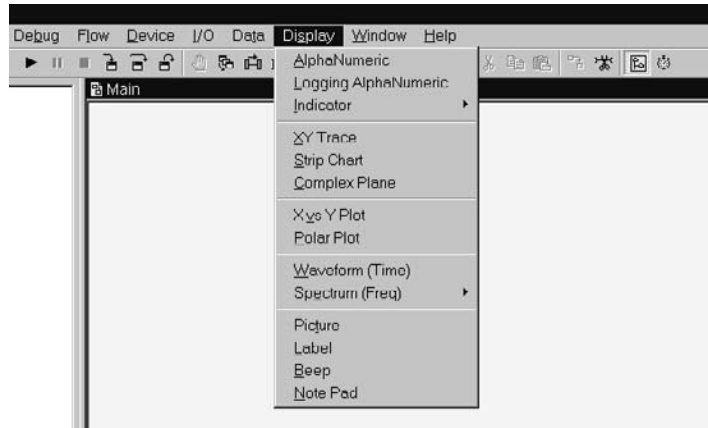 Debug Flow Device I/O Data Display Window Help
Main
AlphaNumeric
Logging AlphaNumeric
Indicator
XY Trace
Strip Chart
Complex Plane
X vs Y Plot
Polar Plot
Waveform (Time)
Spectrum (Freq)
Picture
Label
Beep
Note Pad